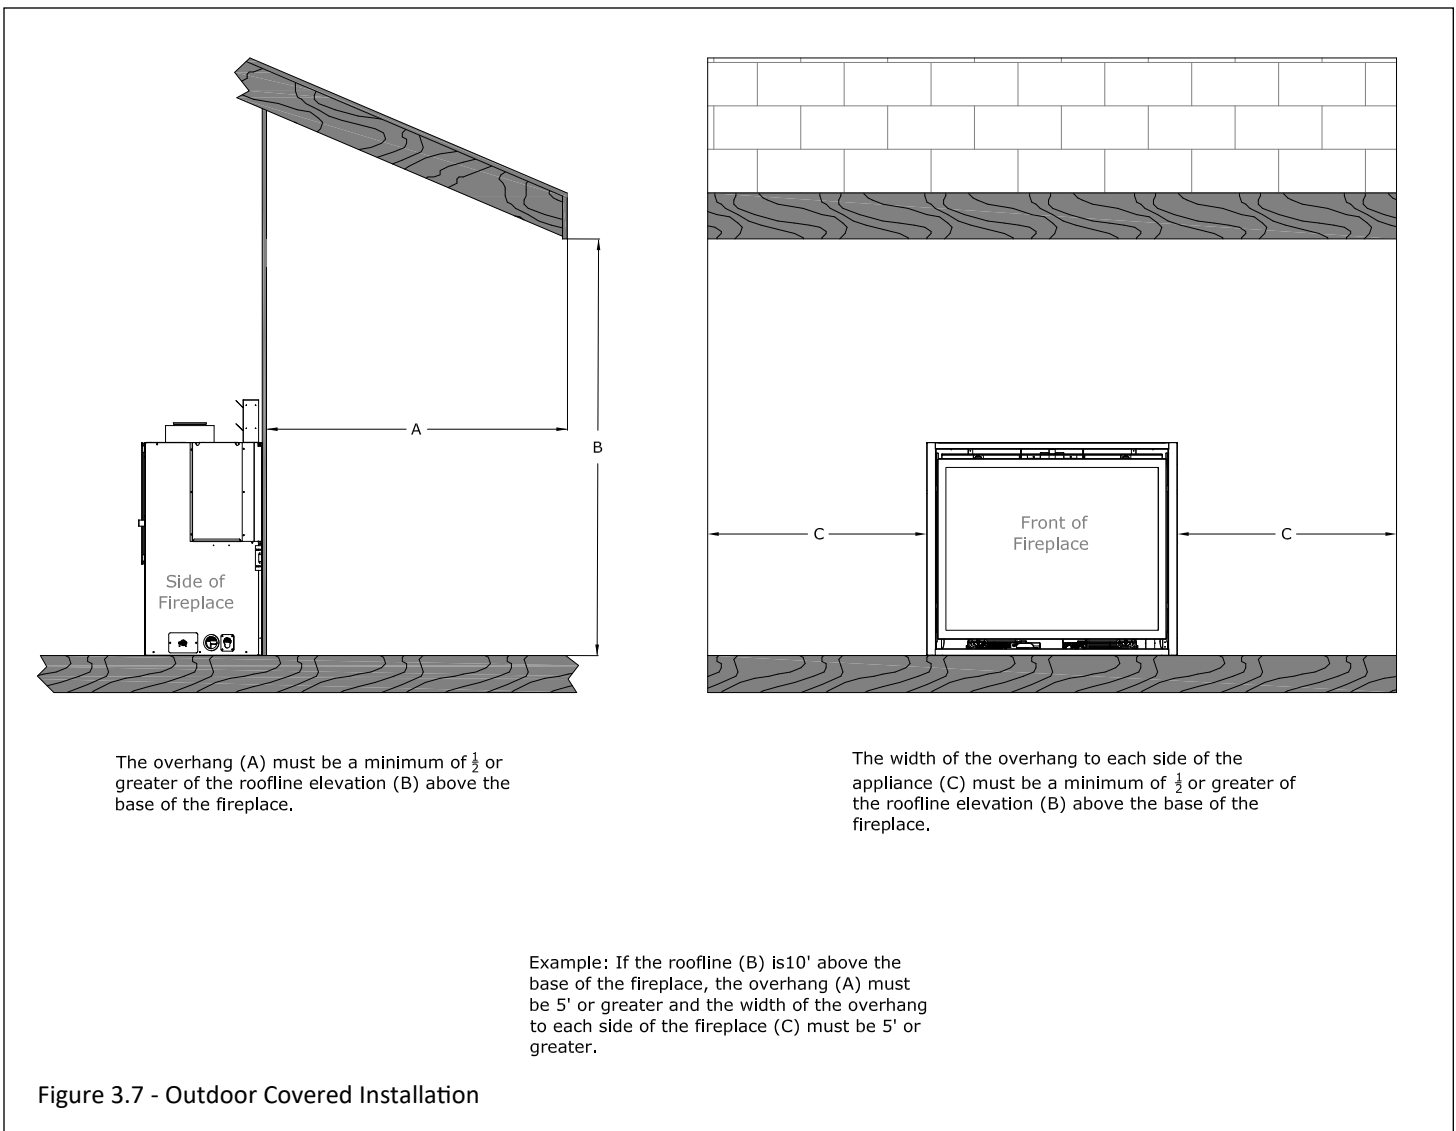 A
B
Side of
Fireplace
C
Front of
Fireplace
C
The overhang (A) must be a minimum of ½ or
greater of the roofline elevation (B) above the
base of the fireplace.
The width of the overhang to each side of the
appliance (C) must be a minimum of ½ or greater of
the roofline elevation (B) above the base of the
fireplace.
Example: If the roofline (B) is10' above the
base of the fireplace, the overhang (A) must
be 5' or greater and the width of the overhang
to each side of the fireplace (C) must be 5' or
greater.
Figure 3.7 - Outdoor Covered Installation